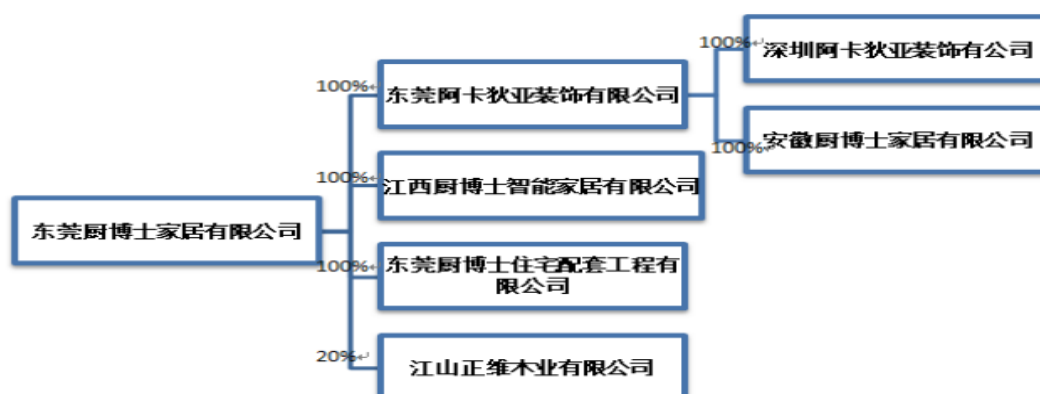 100%
深圳阿卡狄亚装饰有公司
100%
东莞阿卡狄亚装饰有限公司
100%
安徽厨博士家居有限公司
100%
江西厨博士智能家居有限公司
东莞厨博士家居有限公司
100%
东莞厨博士住宅配套工程有
限公司
20%
江山正维木业有限公司